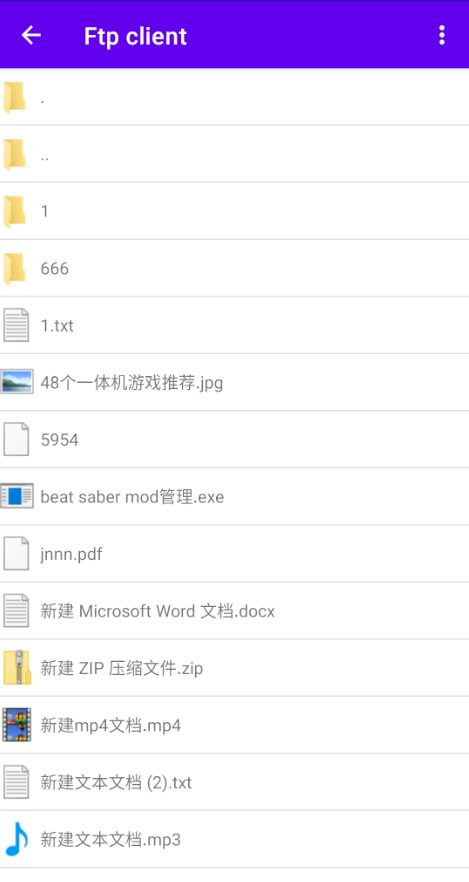 Ftp client
.
..
1
666
1.txt
48个一体机游戏推荐.jpg
5954
beat saber mod管理.exe
jnnn.pdf
新建 Microsoft Word 文档.docx
新建 ZIP 压缩文件.zip
新建mp4文档.mp4
新建文本文档 (2).txt
新建文本文档.mp3